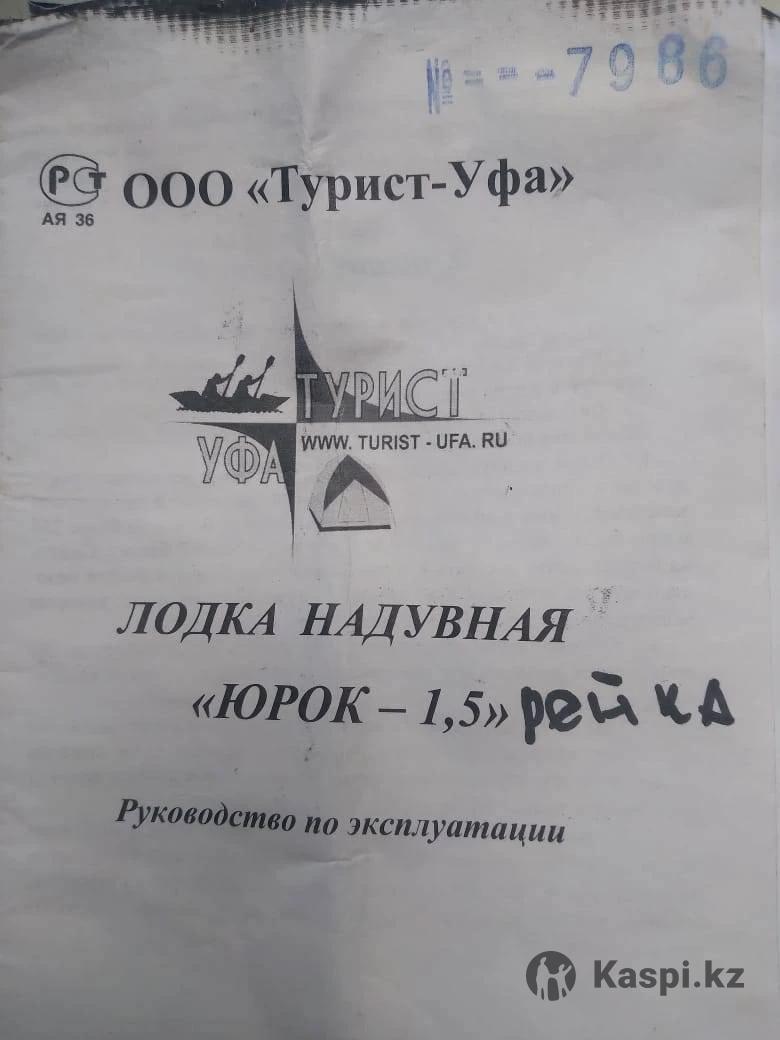 №=--7986
РСТ ООО «Турист-Уфа»
АЯ 36
ТУРИСТ
УФА WWW. TURIST - UFA. RU
ЛОДКА НАДУВНАЯ
«ЮРОК – 1,5» рейка
Руководство по эксплуатации
Kaspi.kz